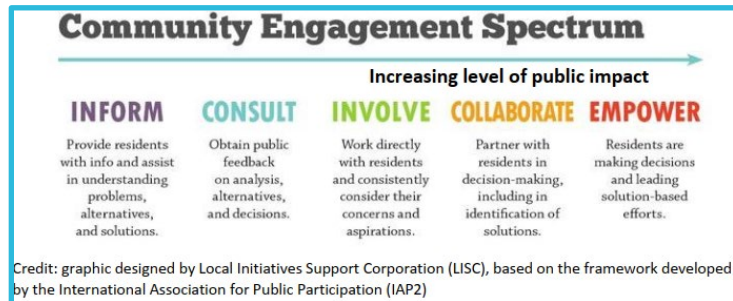 Community Engagement Spectrum
Increasing level of public impact
INFORM
Provide residents
with info and assist
in understanding
problems,
alternatives,
and solutions.
CONSULT
Obtain public
feedback
on analysis,
alternatives,
and decisions.
INVOLVE
Work directly
with residents
and consistently
consider their
concerns and
aspirations.
COLLABORATE
Partner with
residents in
decision-making,
including in
identification of
solutions.
EMPOWER
Residents are
making decisions
and leading
solution-based
efforts.
Credit: graphic designed by Local Initiatives Support Corporation (LISC), based on the framework developed
by the International Association for Public Participation (IAP2)